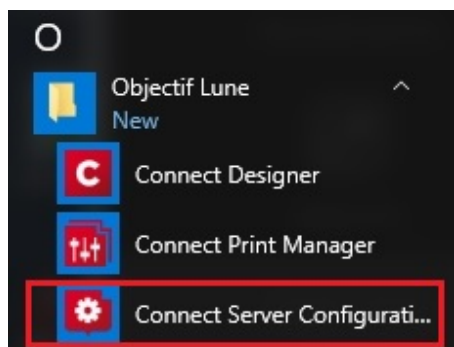 O
Objectif Lune
New
Connect Designer
Connect Print Manager
Connect Server Configurati...